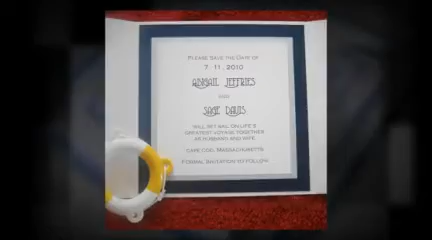 PLEASE SAVE THE DATE OF
7-11, 2010
ABIGAIL JEFFRIES
AND
SAGE DAVIS
WILL SET SAIL ON LIFE'S
GREATEST VOYAGE TOGETHER
AS HUSBAND AND WIFE
CAPE COD, MASSACHUSETTS
FORMAL INVITATION TO FOLLOW